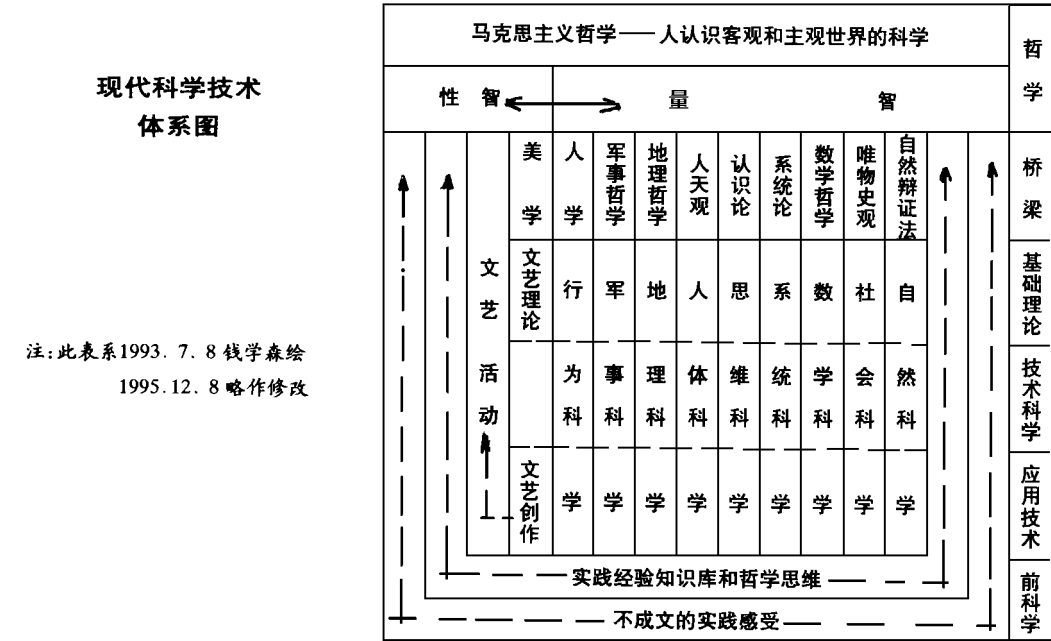 现代科学技术
体系图
注:此表系1993. 7. 8 钱学森绘
1995.12. 8 略作修改
马克思主义哲学——人认识客观和主观世界的科学
哲学
性智
量智
美学
人学
军事哲学
地理哲学
人天观
认识论
系统论
数学哲学
唯物史观
自然辩证法
桥梁
文艺活动
文艺理论
文艺创作
行为科学
军事科学
地理科学
人体科学
思维科学
系统科学
数学科学
社会科学
自然科学
基础理论
技术科学
应用技术
前科学
实践经验知识库和哲学思维
不成文的实践感受